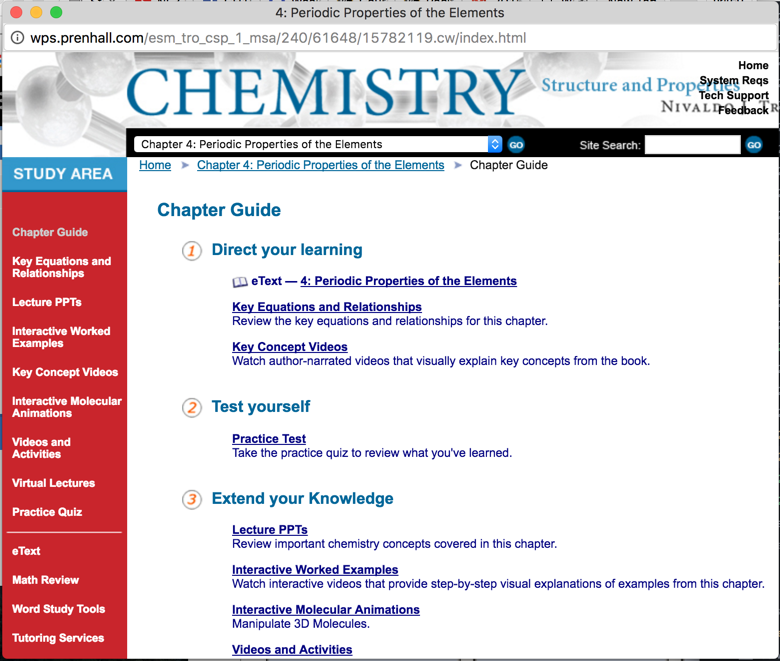 4: Periodic Properties of the Elements
wps.prenhall.com/esm_tro_csp_1_msa/240/61648/15782119.cw/index.html
CHEMISTRY
Structure and Properties
NIVALDO J. TR
Home
System Reqs
Tech Support
Feedback
Chapter 4: Periodic Properties of the Elements
GO
Site Search:
GO
STUDY AREA
Home
Chapter 4: Periodic Properties of the Elements
Chapter Guide
Chapter Guide
Key Equations and
Relationships
Lecture PPTs
Interactive Worked
Examples
Key Concept Videos
Interactive Molecular
Animations
Videos and
Activities
Virtual Lectures
Practice Quiz
eText
Math Review
Word Study Tools
Tutoring Services
Chapter Guide
1 Direct your learning
eText — 4: Periodic Properties of the Elements
Key Equations and Relationships
Review the key equations and relationships for this chapter.
Key Concept Videos
Watch author-narrated videos that visually explain key concepts from the book.
2 Test yourself
Practice Test
Take the practice quiz to review what you've learned.
3 Extend your Knowledge
Lecture PPTs
Review important chemistry concepts covered in this chapter.
Interactive Worked Examples
Watch interactive videos that provide step-by-step visual explanations of examples from this chapter.
Interactive Molecular Animations
Manipulate 3D Molecules.
Videos and Activities